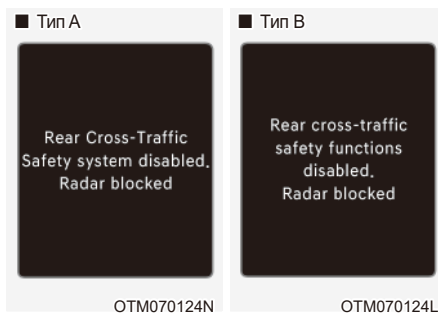 ■ Тип A
Rear Cross-Traffic
Safety system disabled.
Radar blocked
OTM070124N
■ Тип B
Rear cross-traffic
safety functions
disabled.
Radar blocked
OTM070124L